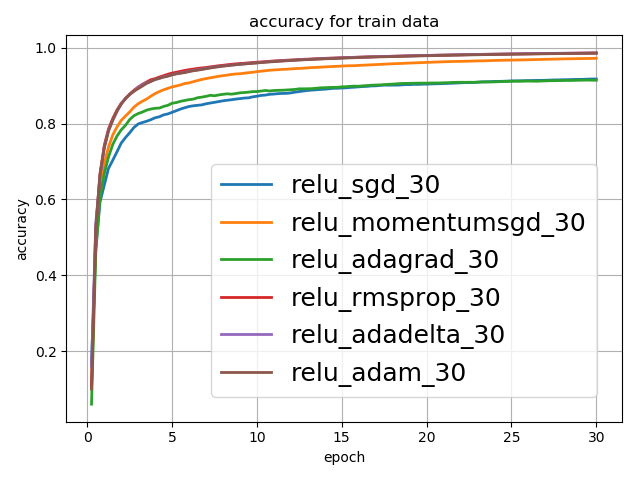 accuracy for train data
1.0
0.8
0.6
0.4
0.2
accuracy
relu_sgd_30
relu_momentumsgd_30
relu_adagrad_30
relu_rmsprop_30
relu_adadelta_30
relu_adam_30
0 5 10 15 20 25 30
epoch